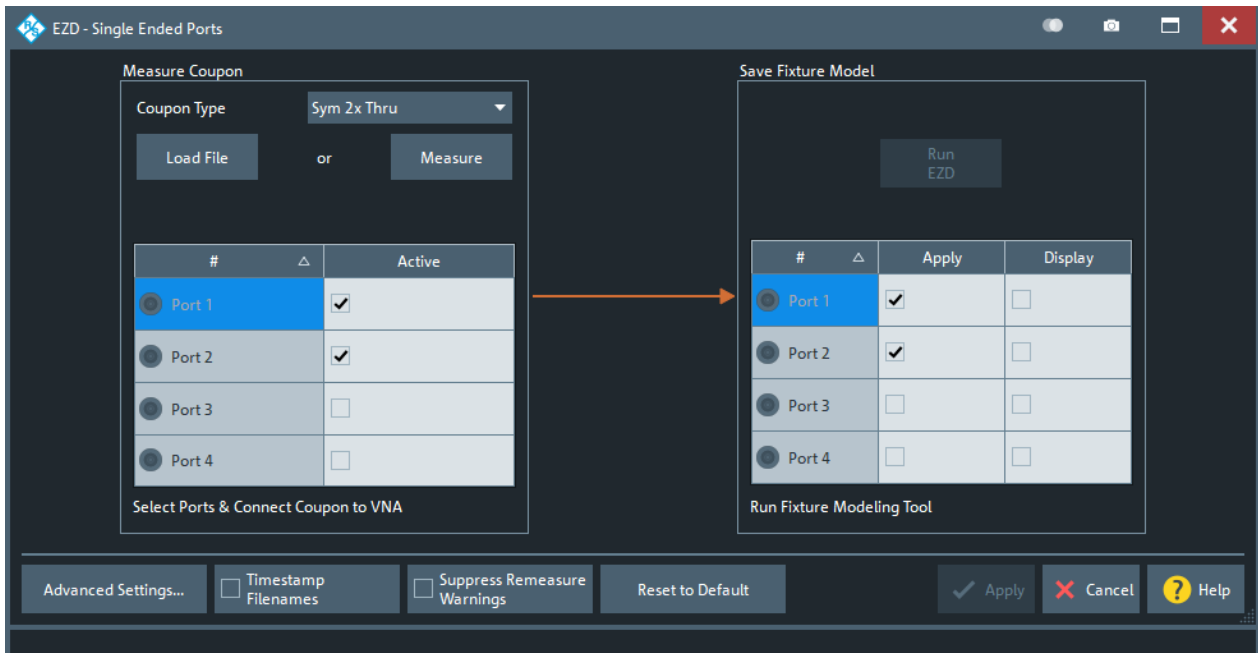 EZD - Single Ended Ports
Measure Coupon
Coupon Type
Sym 2x Thru
Load File
or
Measure
# Active
Port 1
Port 2
Port 3
Port 4
Select Ports & Connect Coupon to VNA
Save Fixture Model
Run
EZD
# Apply Display
Port 1
Port 2
Port 3
Port 4
Run Fixture Modeling Tool
Advanced Settings...
Timestamp
Filenames
Suppress Remeasure
Warnings
Reset to Default
Apply
Cancel
? Help